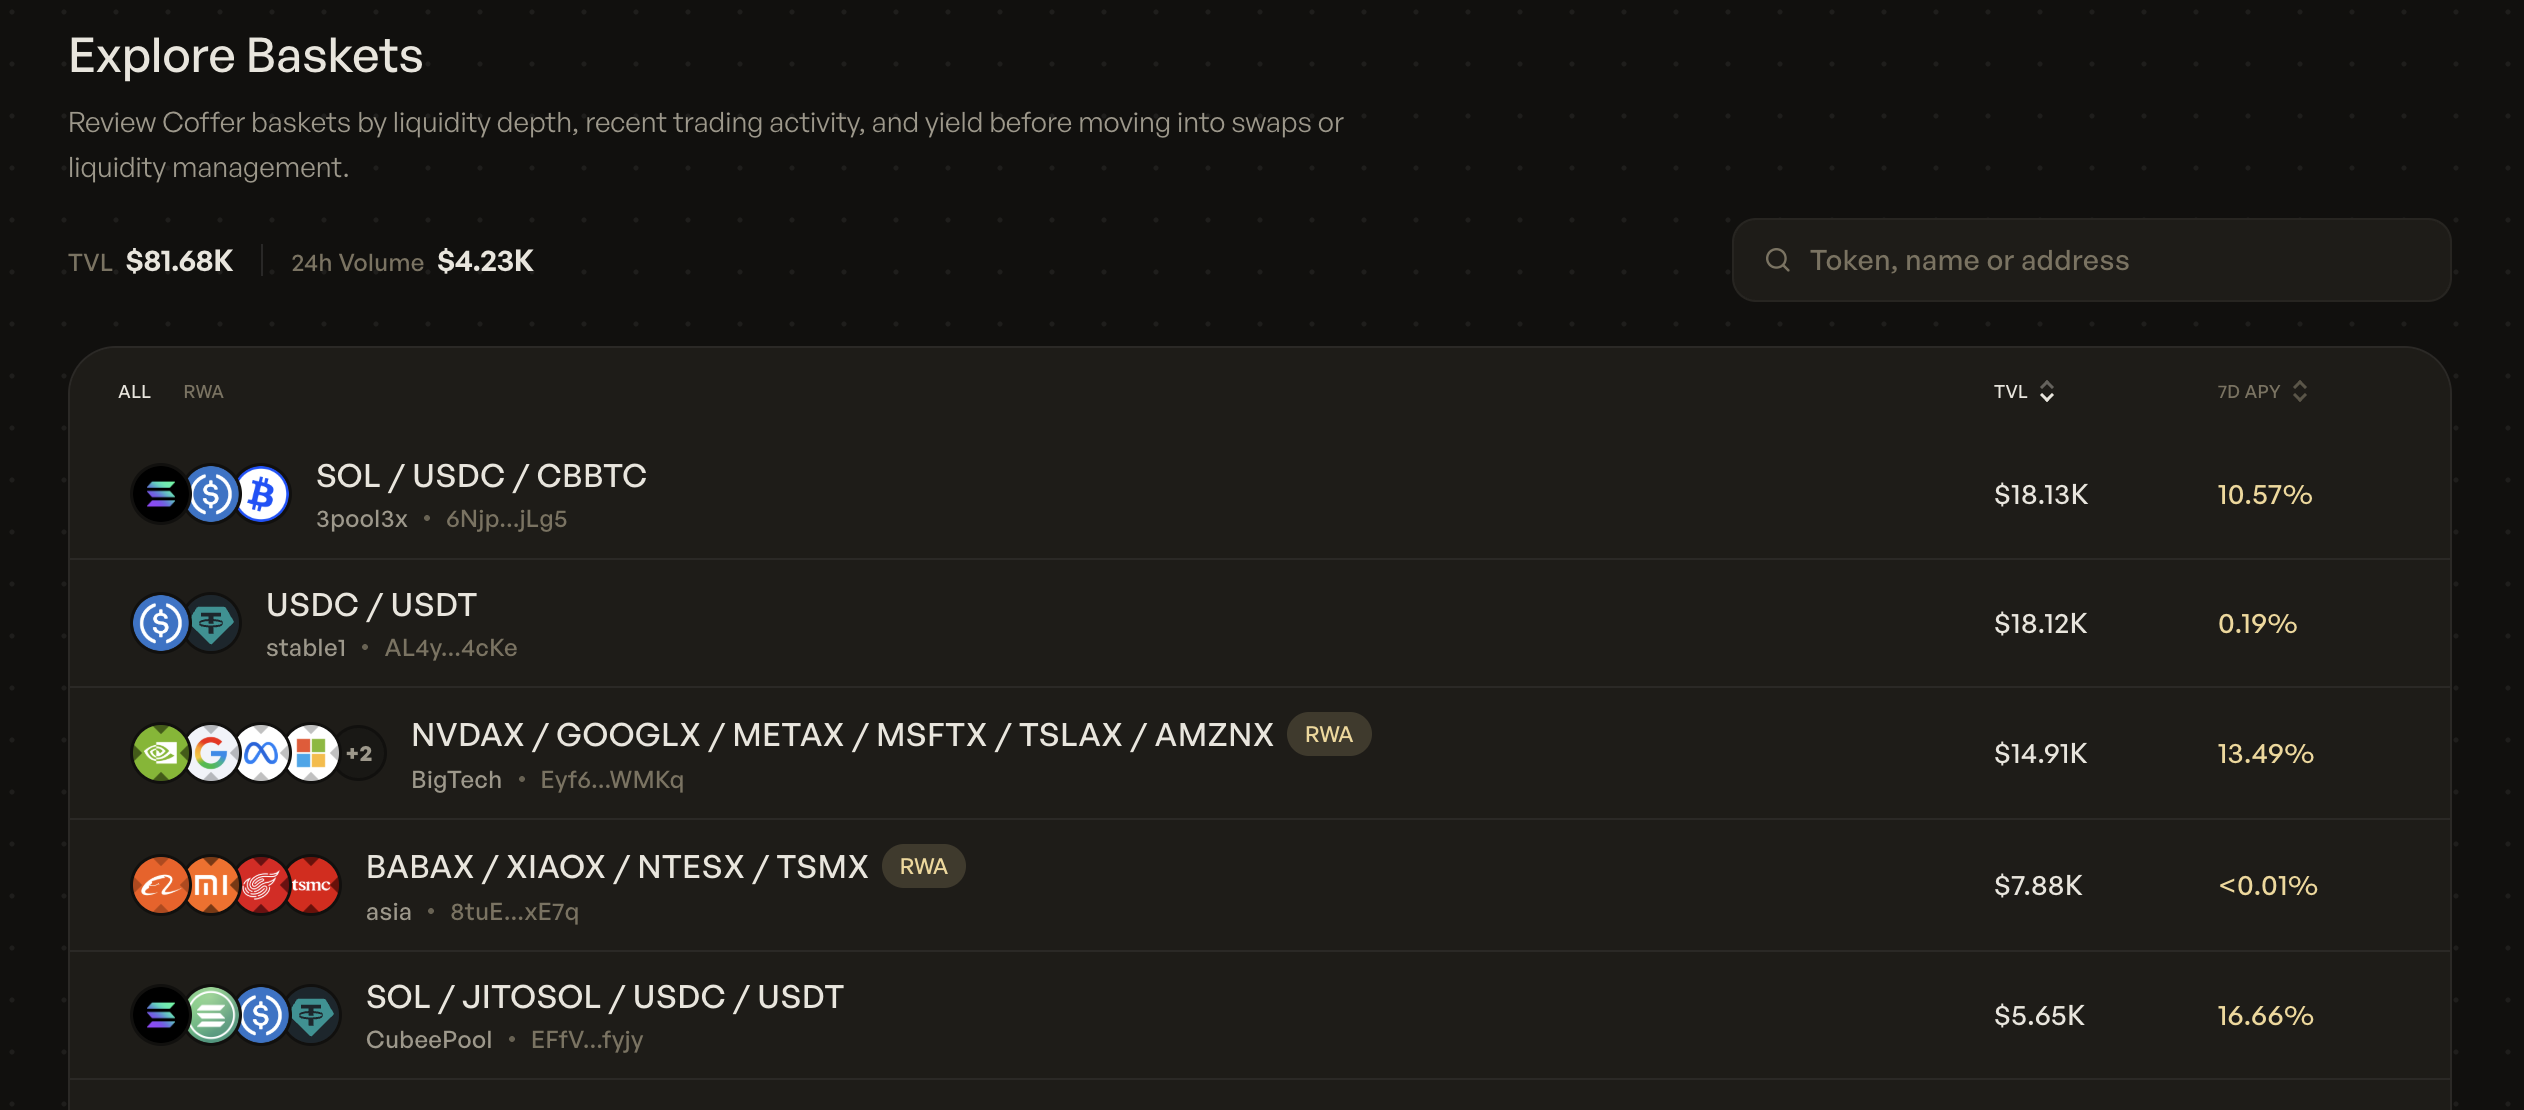 Explore Baskets
Review Coffer baskets by liquidity depth, recent trading activity, and yield before moving into swaps or
liquidity management.
TVL $81.68K 24h Volume $4.23K
Token, name or address
ALL RWA TVL 7D APY
SOL / USDC / CBBTC
3pool3x • 6Njp...jLg5
$18.13K 10.57%
USDC / USDT
stable1 • AL4y...4cKe
$18.12K 0.19%
+2
NVDAX / GOOGLX / METAX / MSFTX / TSLAX / AMZNX RWA
BigTech • Eyf6...WMKq
$14.91K 13.49%
mi
tsmc
BABAX / XIAOX / NTESX / TSMX RWA
asia • 8tuE...xE7q
$7.88K <0.01%
SOL / JITOSOL / USDC / USDT
CubeePool • EFfV...fyjy
$5.65K 16.66%